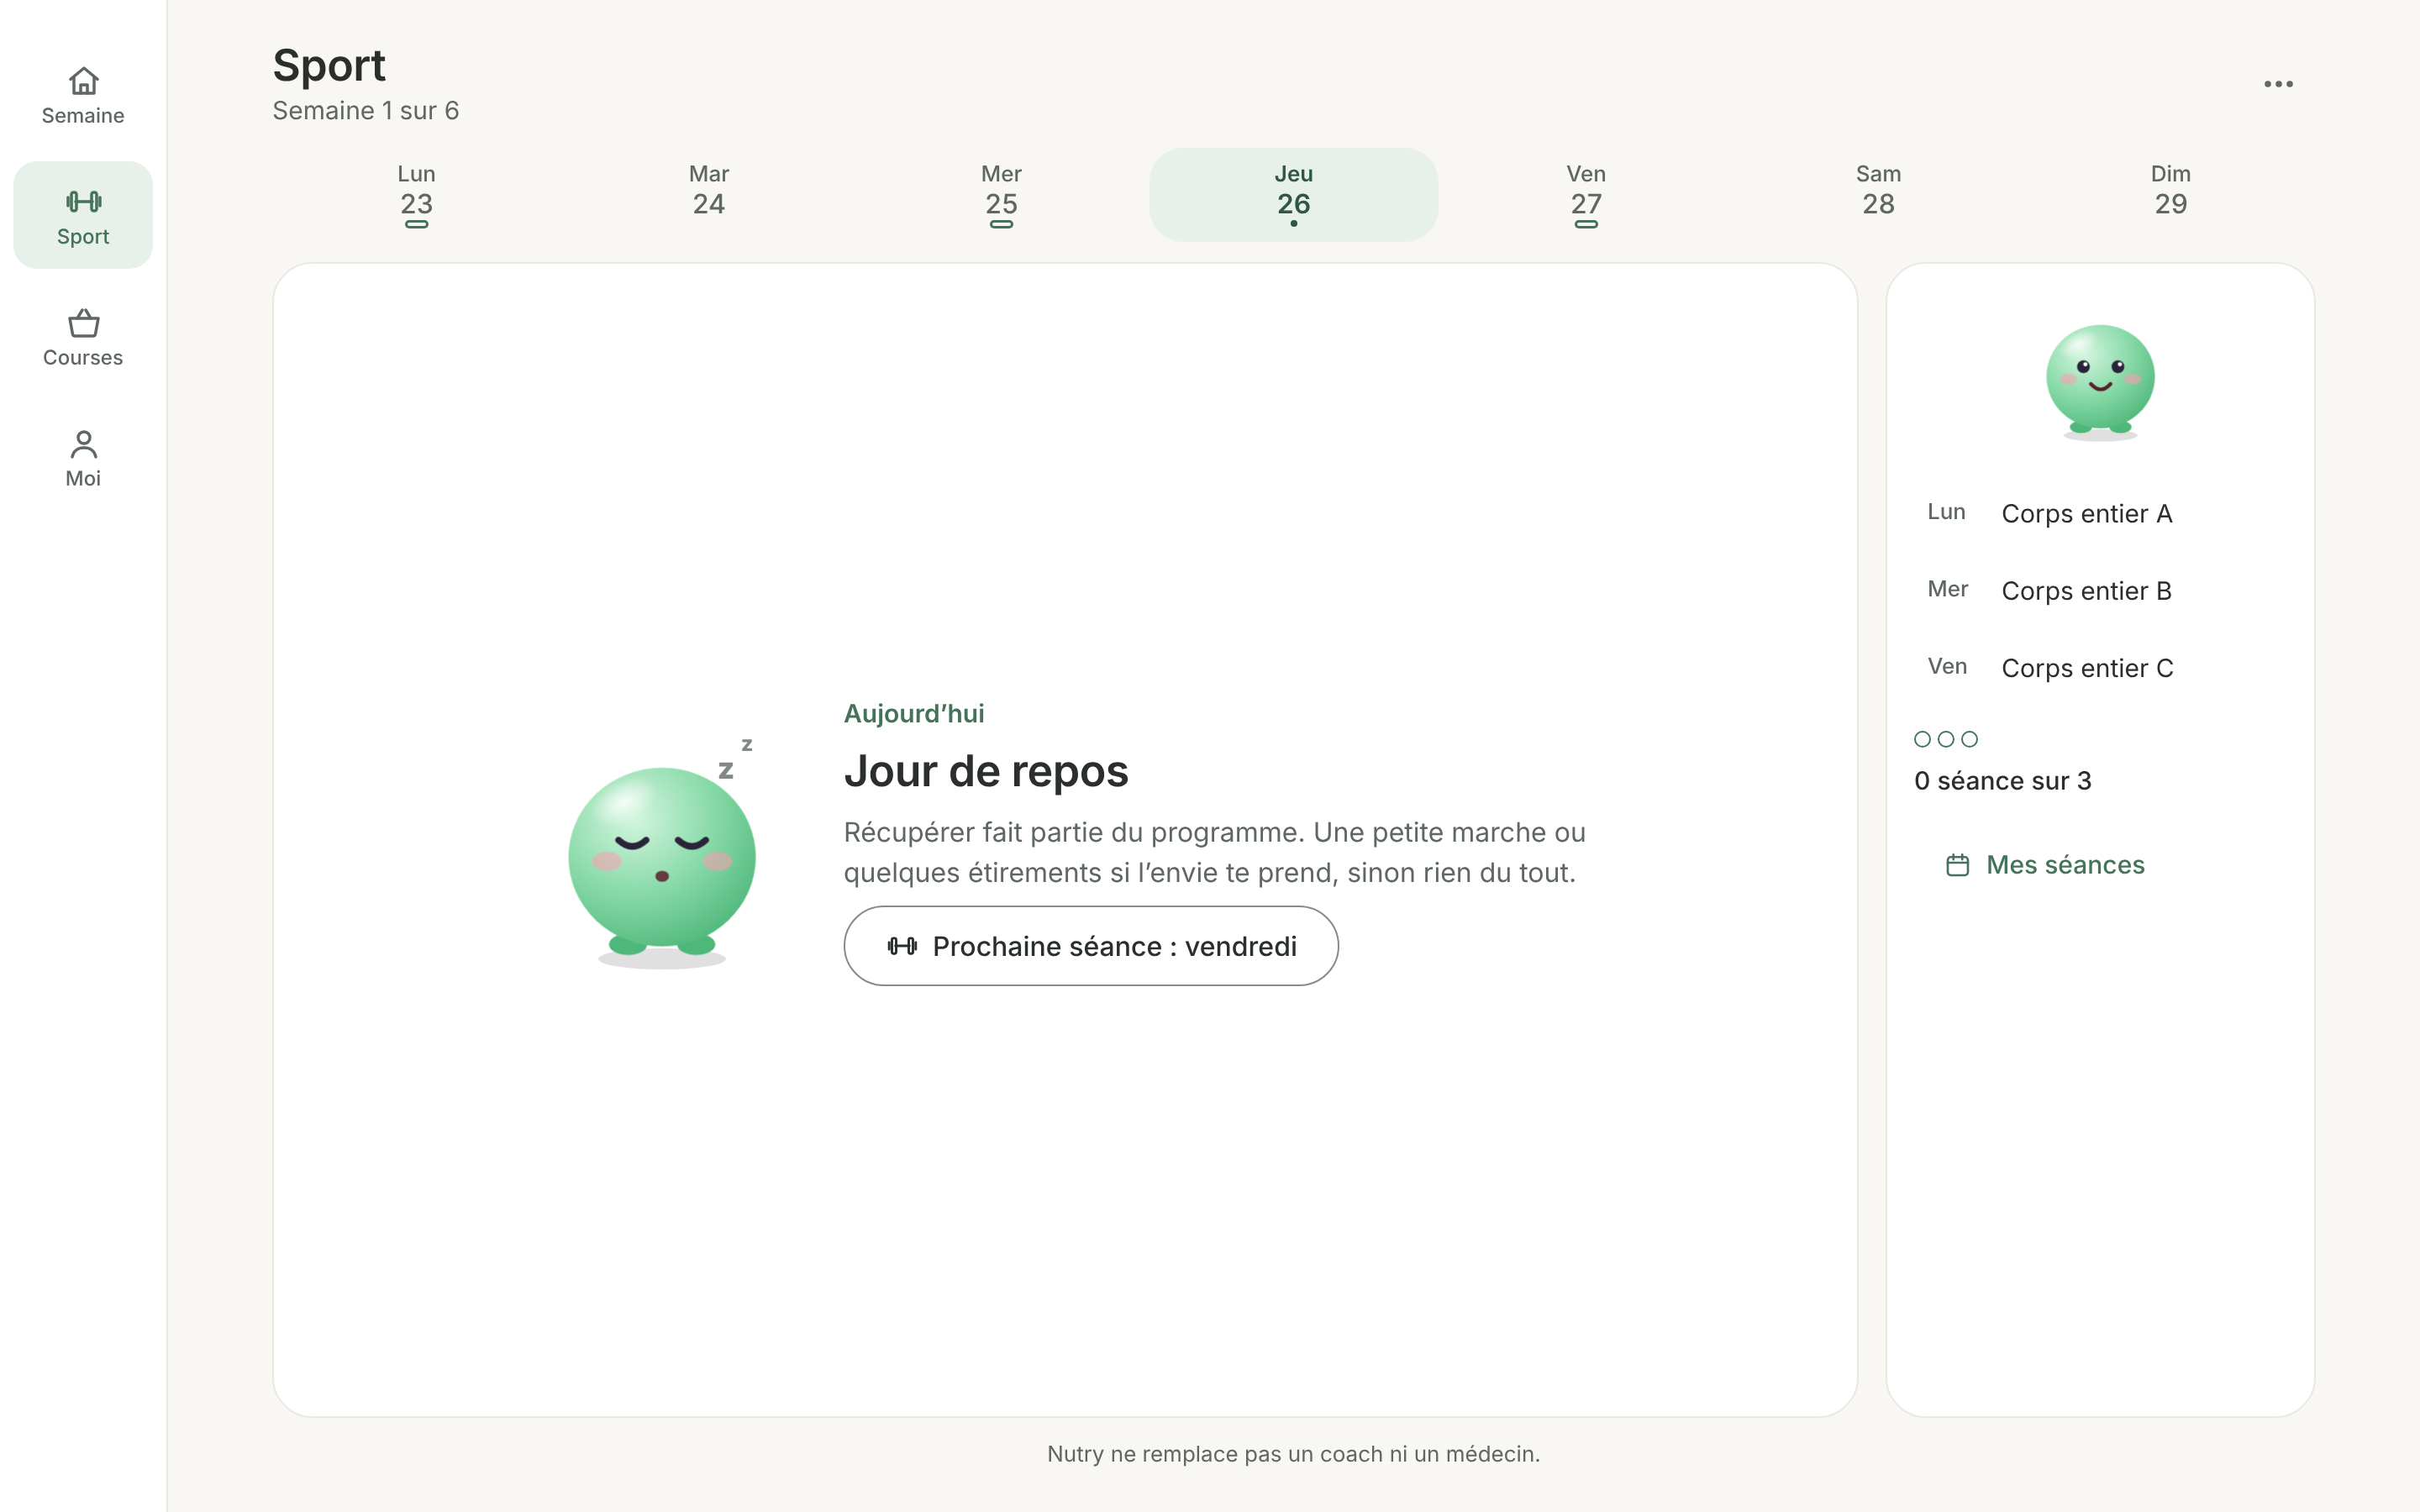 Semaine
Sport
Courses
Moi
Sport
Semaine 1 sur 6
Lun
23
Mar
24
Mer
25
Jeu
26
Ven
27
Sam
28
Dim
29
z
z
Aujourd’hui
Jour de repos
Récupérer fait partie du programme. Une petite marche ou
quelques étirements si l’envie te prend, sinon rien du tout.
Prochaine séance : vendredi
Lun Corps entier A
Mer Corps entier B
Ven Corps entier C
0 séance sur 3
Mes séances
Nutry ne remplace pas un coach ni un médecin.